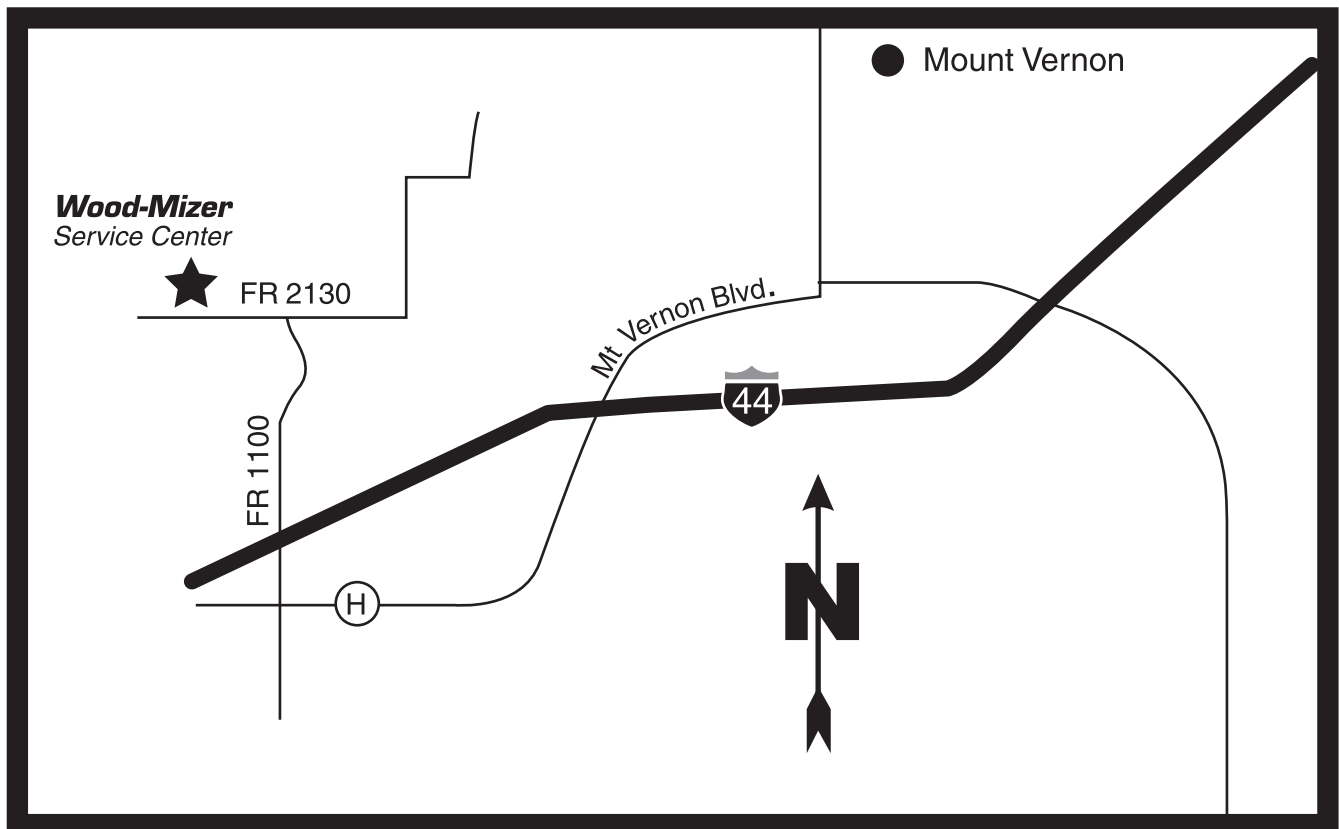 Mount Vernon
Wood-Mizer
Service Center
FR 2130
Mt Vernon Blvd.
44
FR 1100
H
N